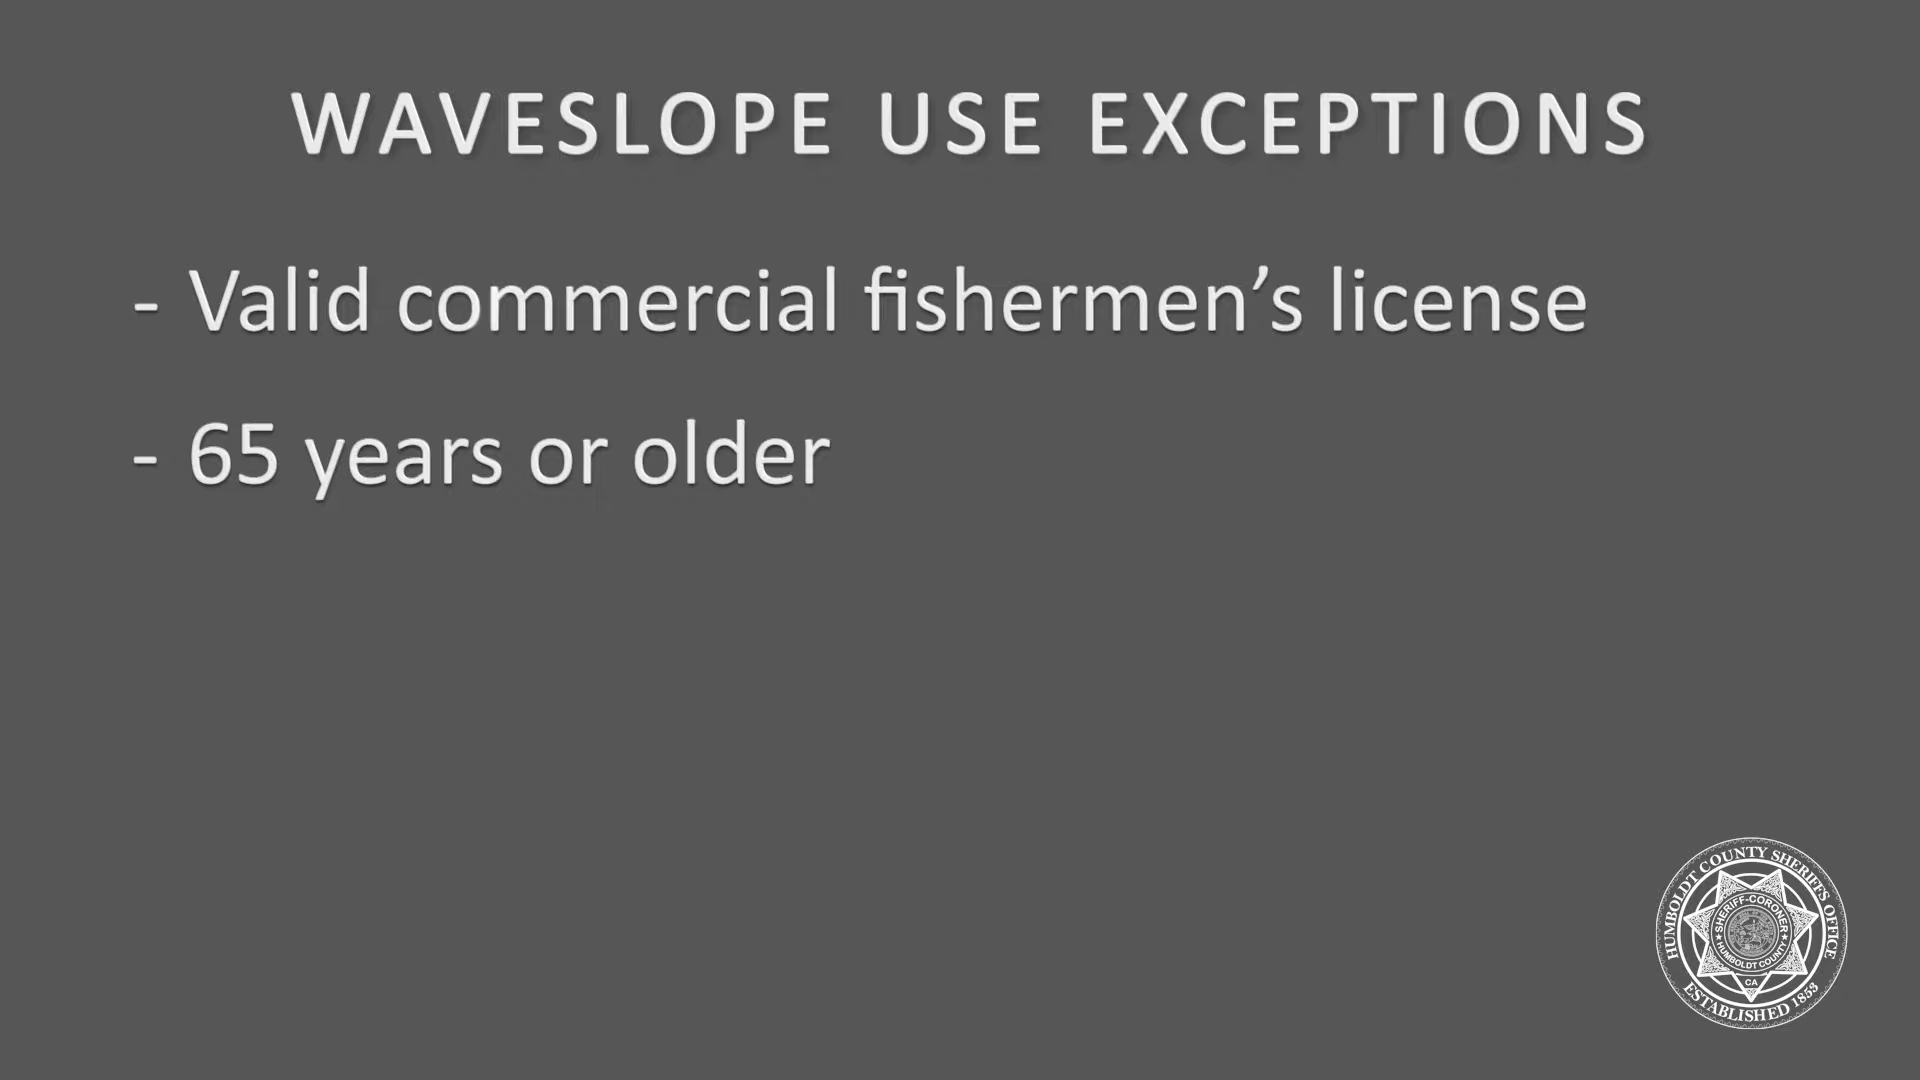 WAVESLOPE USE EXCEPTIONS
- Valid commercial fishermen’s license
- 65 years or older
HUMBOLDT COUNTY SHERIFF'S OFFICE
SHERIFF-CORONER
HUMBOLDT COUNTY
CA
ESTABLISHED 1853